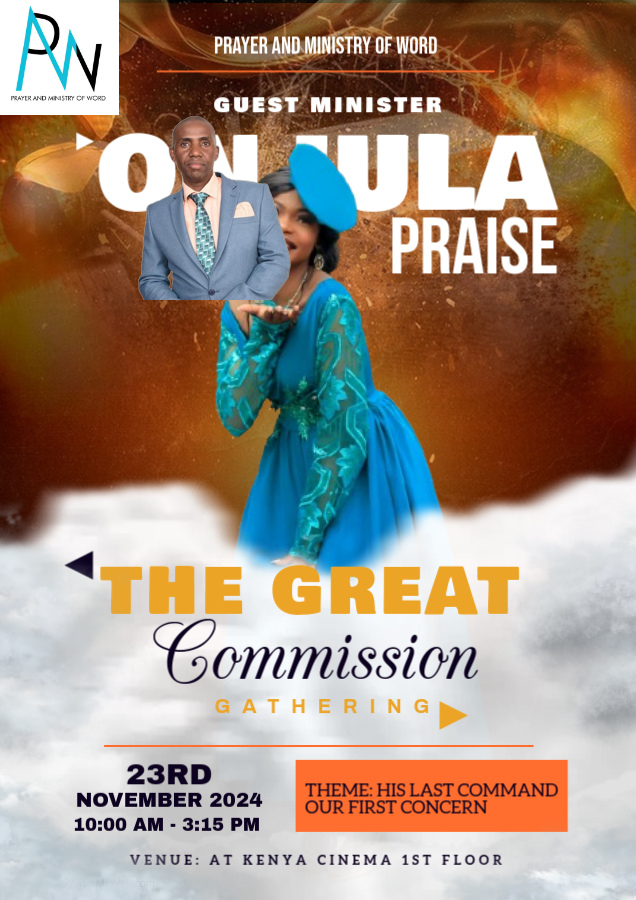 PNW
PRAYER AND MINISTRY OF WORD
PRAYER AND MINISTRY OF WORD
GUEST MINISTER
PRAISE
THE GREAT
Commission
GATHERING
23RD
NOVEMBER 2024
10:00 AM - 3:15 PM
THEME: HIS LAST COMMAND
OUR FIRST CONCERN
VENUE: AT KENYA CINEMA 1ST FLOOR